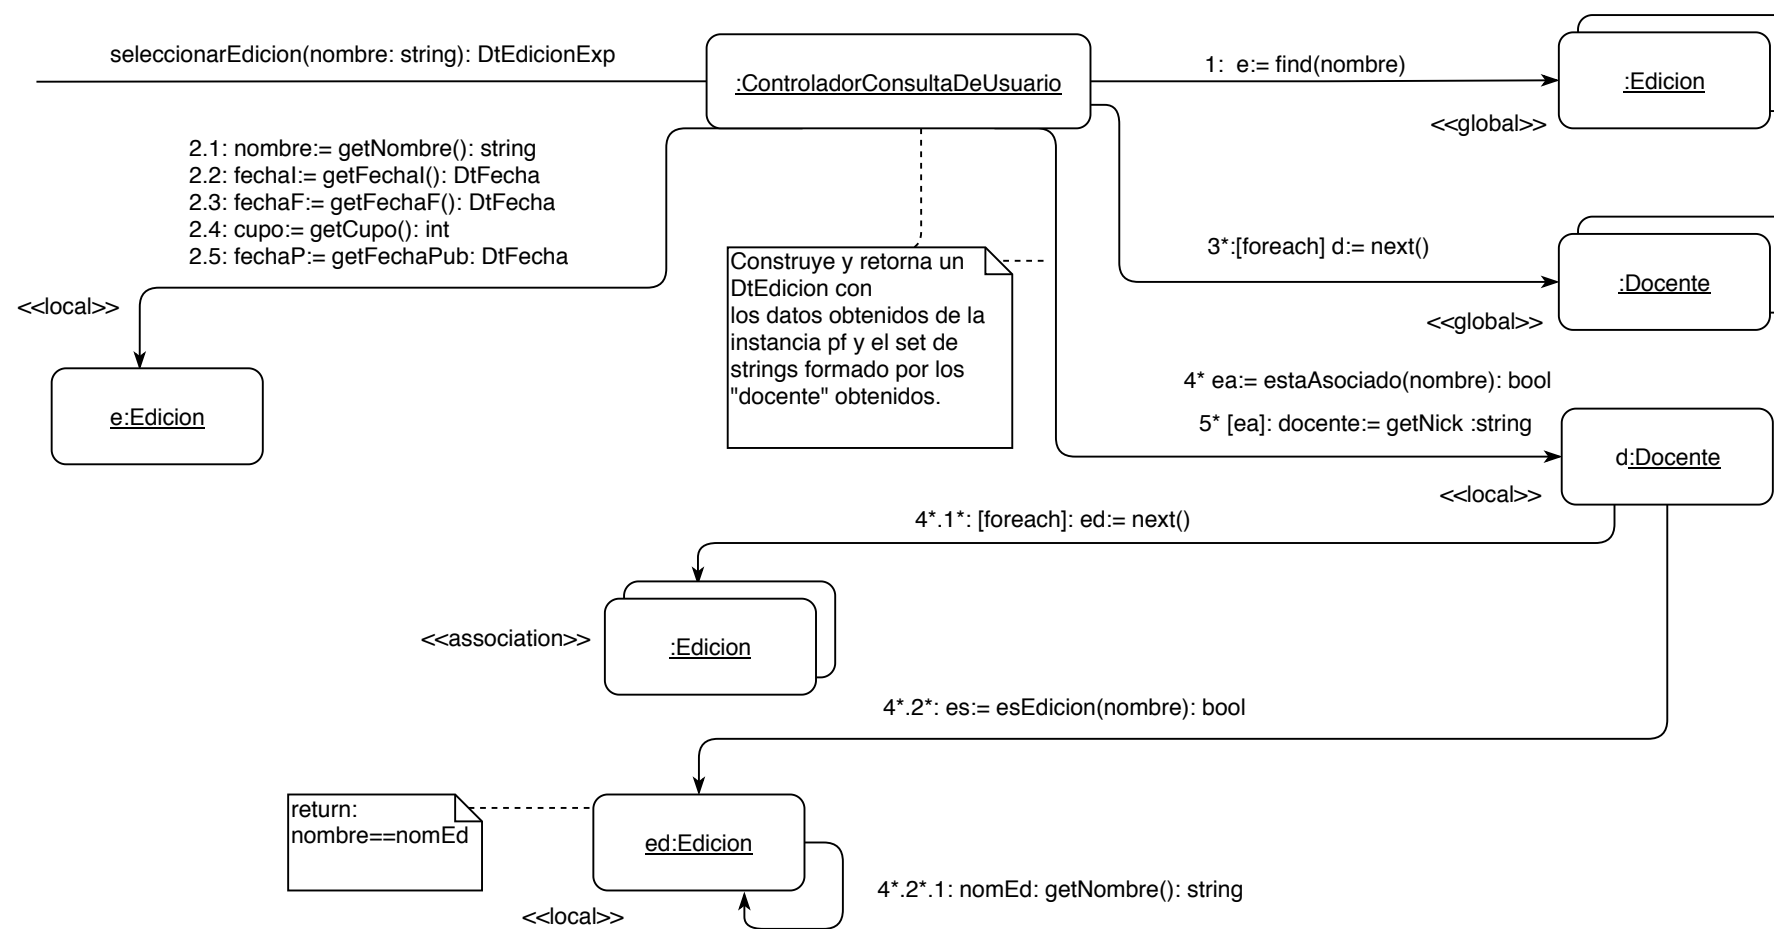 seleccionarEdicion(nombre: string): DtEdicionExp
:ControladorConsultaDeUsuario
1:  e:= find(nombre)
:Edicion
<<global>>
2.1: nombre:= getNombre(): string
2.2: fechaI:= getFechaI(): DtFecha
2.3: fechaF:= getFechaF(): DtFecha
2.4: cupo:= getCupo(): int
2.5: fechaP:= getFechaPub: DtFecha
<<local>>
e:Edicion
Construye y retorna un
DtEdicion con
los datos obtenidos de la
instancia pf y el set de
strings formado por los
"docente" obtenidos.
3*:[foreach] d:= next()
:Docente
<<global>>
4* ea:= estaAsociado(nombre): bool
5* [ea]: docente:= getNick :string
d:Docente
<<local>>
4*.1*: [foreach]: ed:= next()
<<association>>
:Edicion
4*.2*: es:= esEdicion(nombre): bool
return:
nombre==nomEd
ed:Edicion
4*.2*.1: nomEd: getNombre(): string
<<local>>